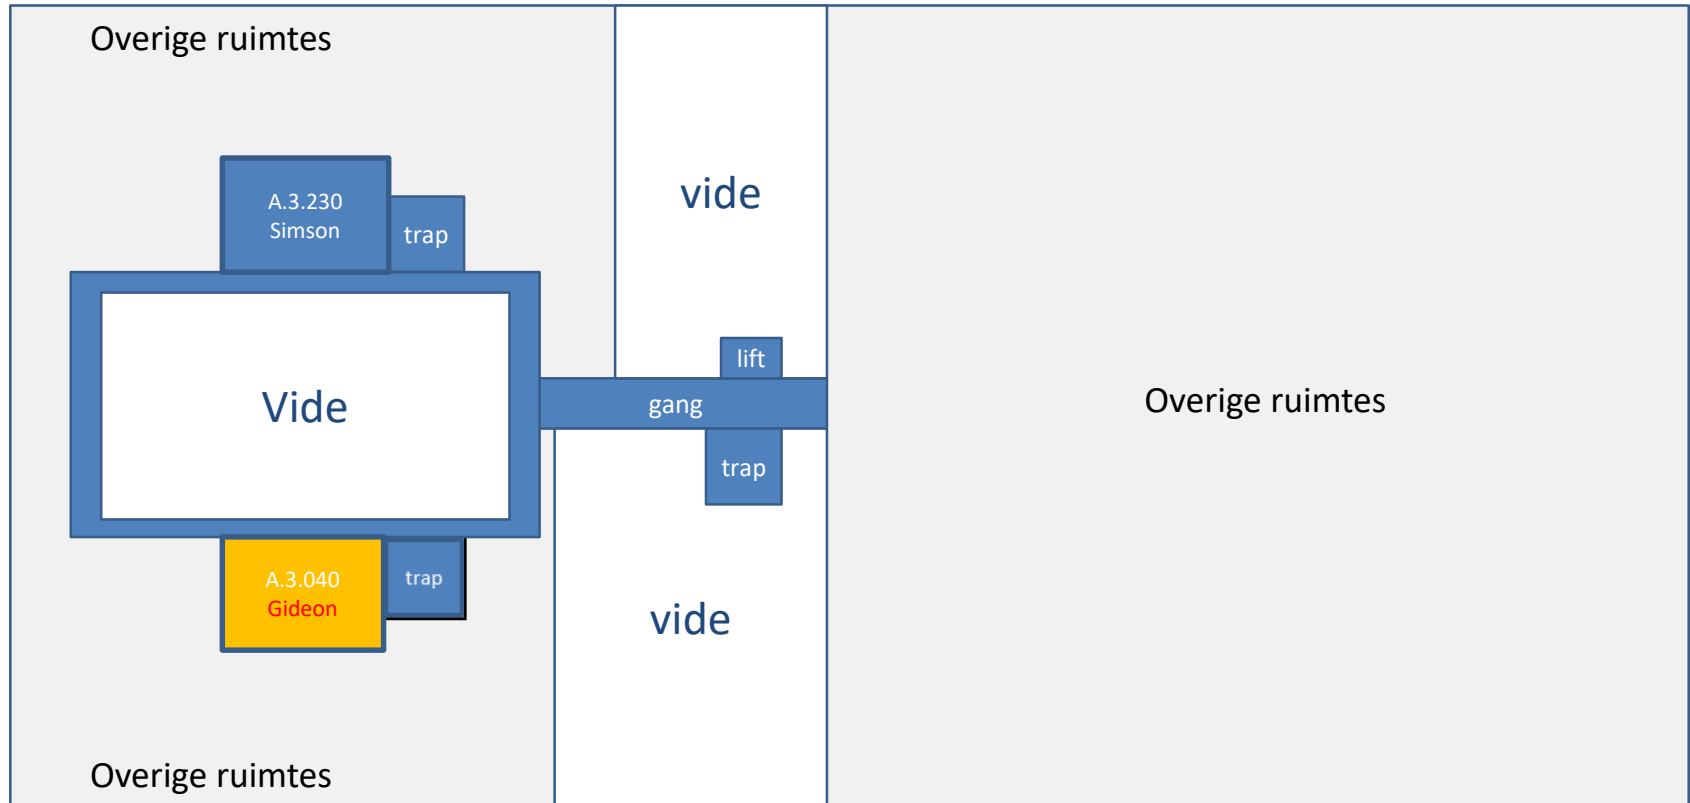 Overige ruimtes
vide
A.3.230
Simson
trap
lift
Vide
gang
Overige ruimtes
trap
A.3.040
Gideon
trap
vide
Overige ruimtes